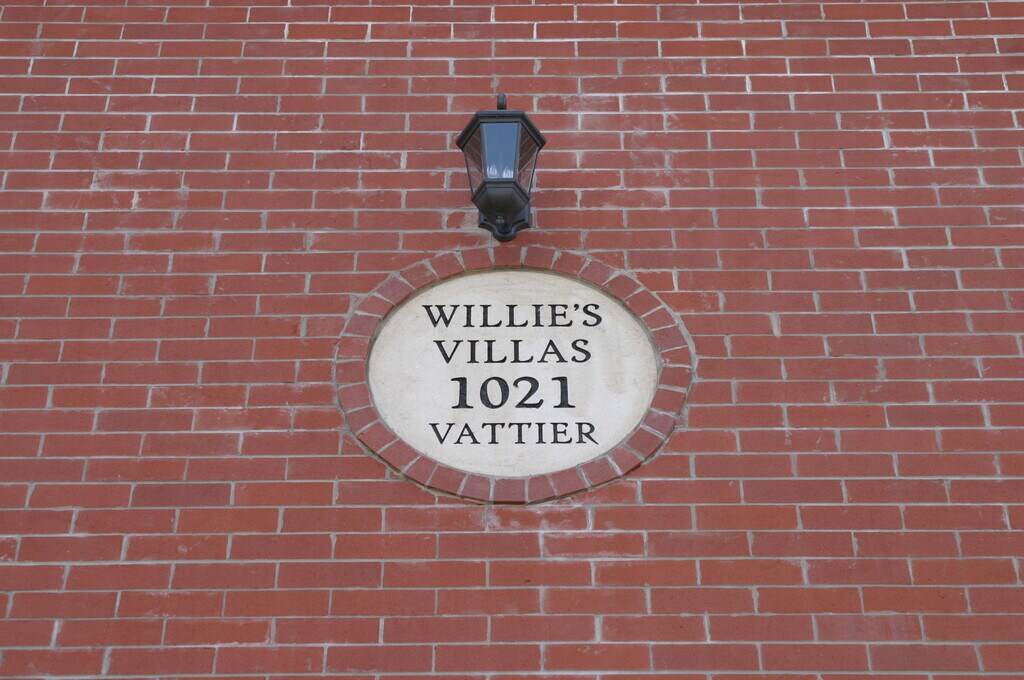 WILLIE'S
VILLAS
1021
VATTIER